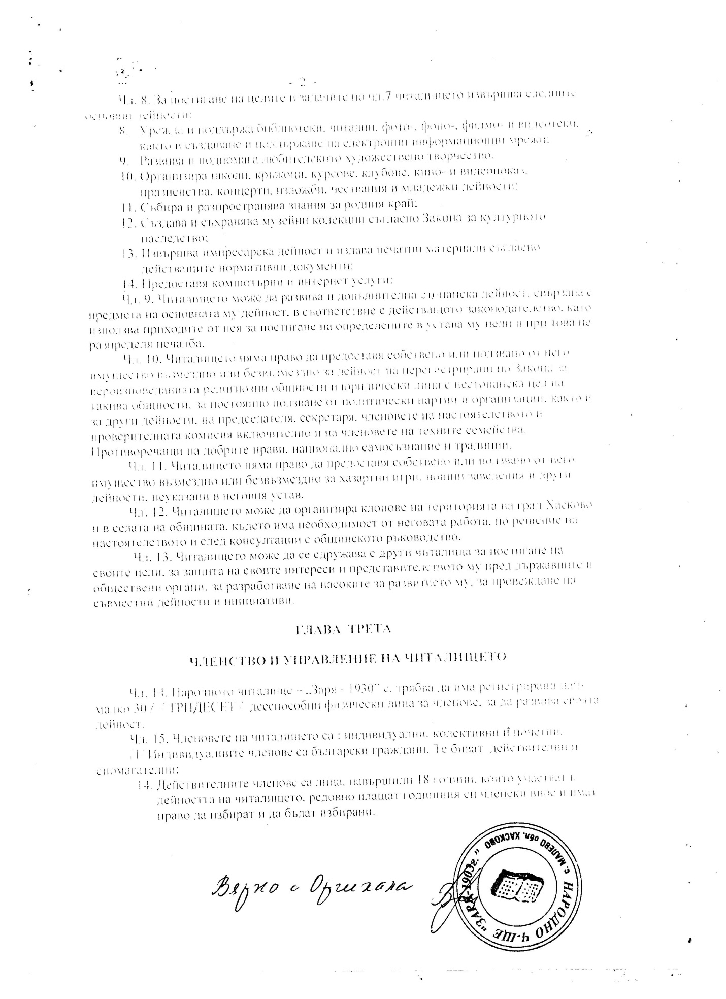 - 2 -
Чл. 8. За постигане на целите и задачите по чл.7 читалището извършва следните
основни дейности:
8. Урежда и поддържа библиотеки, читални, фото-, фоно-, филмо- и видеотеки,
както и създаване и поддържане на електронни информационни мрежи;
9. Развива и подпомага любителското художествено творчество.
10. Организира школи, кръжоци, курсове, клубове, кино- и видеопоказ,
празненства, концерти, изложби, чествания и младежки дейности;
11. Събира и разпространява знания за родния край;
12. Създава и съхранява музейни колекции съгласно Закона за културното
наследство;
13. Извършва импресарска дейност и издава печатни материали съгласно
действащите нормативни документи;
14. Предоставя компютърни и интернет услуги;
Чл. 9. Читалището може да развива и допълнителна стопанска дейност, свързана с
предмета на основната му дейност, в съответствие с действащото законодателство, като
използва приходите от нея за постигане на определените в устава му цели и при това не
разпределя печалба.
Чл. 10. Читалището няма право да предоставя собствено или ползвано от него
имущество възмездно или безвъзмездно за дейност на перегистрирани по Закона за
вероизповеданията религиозни общности и юридически лица с нестопанска цел на
такива общности, за постоянно ползване от политически партии и организации, както и
за други дейности, на председателя, секретаря, членовете на настоятелството и
проверителната комисия включително и на членовете на техните семейства.
Противоречащи на добрите нрави, национално самосъзнание и традиции.
Чл. 11. Читалището няма право да предоставя собствено или ползвано от него
имущество възмездно или безвъзмездно за хазартни игри, нощни заведения и други
дейности, неуказани в неговия устав.
Чл. 12. Читалището може да организира клонове на територията на град Хасково
и в селата на общината, където има необходимост от неговата работа, по решение на
настоятелството и след консултации с общинското ръководство.
Чл. 13. Читалището може да се сдружава с други читалища за постигане на
своите цели, за защита на своите интереси и представителството му пред държавните и
обществени органи, за разработване на насоките за развитието му, за провеждане на
съвместни дейности и инициативи.
ГЛАВА ТРЕТА
ЧЛЕНСТВО И УПРАВЛЕНИЕ НА ЧИТАЛИЩЕТО
Чл. 14. Народното читалище – „Заря - 1930” с. трябва да има регистрирани най-
малко 30 / ТРИДЕСЕТ / дееспособни физически лица за членове, за да развива своята
дейност.
Чл. 15. Членовете на читалището са : индивидуални, колективни и почетни.
/1/ Индивидуалните членове са български граждани. Те биват действителни и
спомагателни:
14. Действителните членове са лица, навършили 18 години, които участват в
дейността на читалището, редовно плащат годишния си членски внос и имат
право да избират и да бъдат избирани.
Вярно с Оригинала
НАРОДНО Ч-ЩЕ "ЗАРЯ-1903г."
с. МАЛЕВО обл. ХАСКОВО